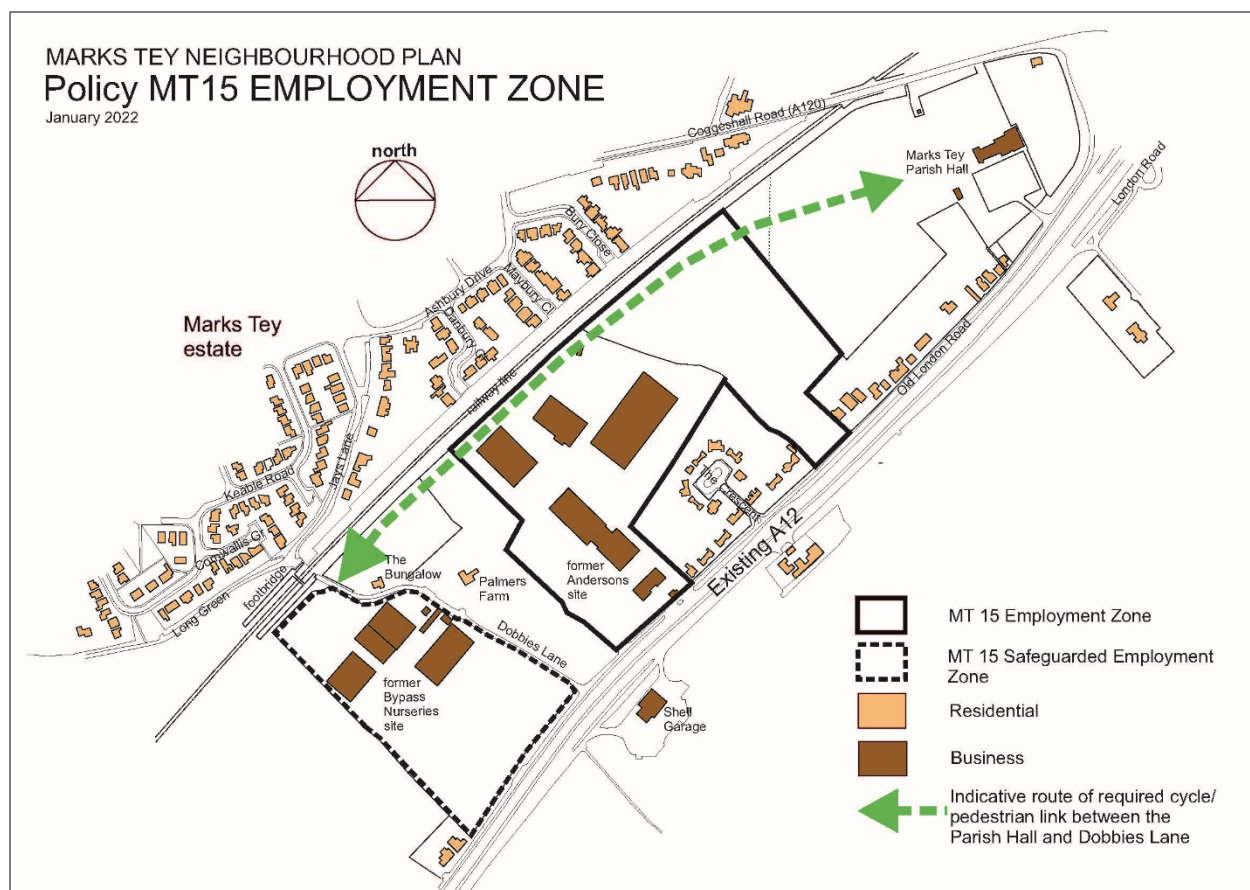 MARKS TEY NEIGHBOURHOOD PLAN
Policy MT15 EMPLOYMENT ZONE
January 2022
north
Coggeshall Road (A120)
Marks Tey
Parish Hall
London Road
Bury Close
Maybury Cl
Ashbury Drive
Danbury Cl
Marks Tey
estate
railway line
Old London Road
Jays Lane
Keable Road
The Crescent
Cornwallis Cr
Existing A12
footbridge
Long Green
The
Bungalow
Palmers
Farm
former
Andersons
site
Dobbies Lane
former
Bypass
Nurseries
site
Shell
Garage
MT 15 Employment Zone
MT 15 Safeguarded Employment
Zone
Residential
Business
Indicative route of required cycle/
pedestrian link between the
Parish Hall and Dobbies Lane